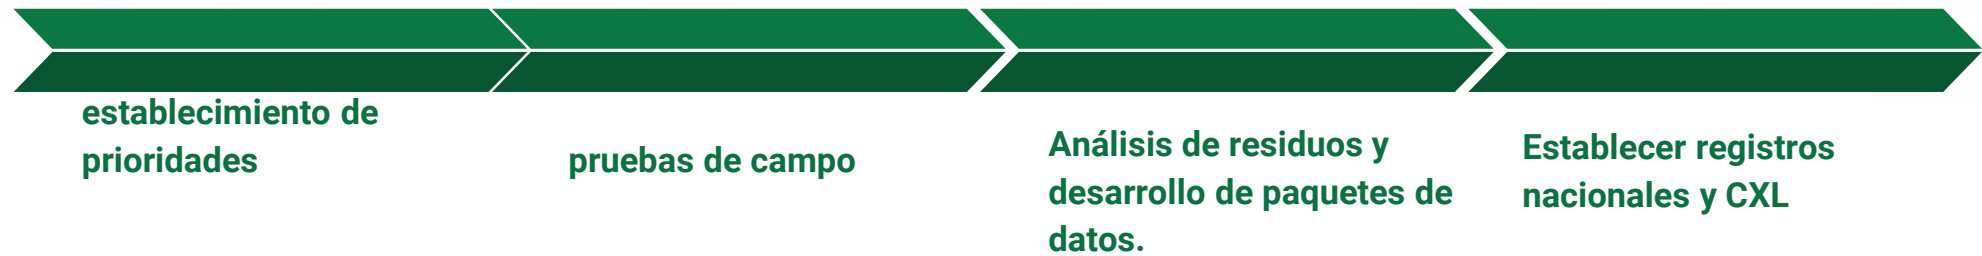 establecimiento de
prioridades
pruebas de campo
Análisis de residuos y
desarrollo de paquetes de
datos.
Establecer registros
nacionales y CXL